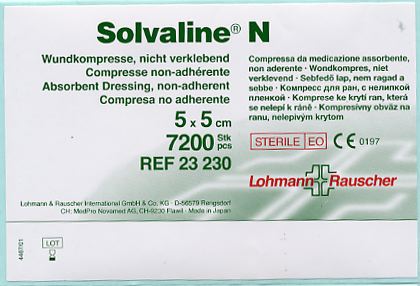 Solvaline® N
Wundkompresse, nicht verklebend
Compresse non-adhérente
Absorbent Dressing, non-adherent
Compresa no adherente
5 x 5 cm
7200 Stk pcs
REF 23 230
Compressa da medicazione assorbente,
non aderente · Wondkompres, niet
verklevend · Sebfedő lap, nem ragad a
sebbe · Компресс для ран, с нелипкой
пленкой · Komprese ke krytí ran, která
se nelepí k ráně · Kompresívny obväz na
ranu, nelepivým krytom
STERILE EO CE 0197
Lohmann Rauscher
Lohmann & Rauscher International GmbH & Co. KG · D-56579 Rengsdorf
CH: MedPro Novamed AG, CH-9230 Flawil · Made in Japan
LOT
4467/01